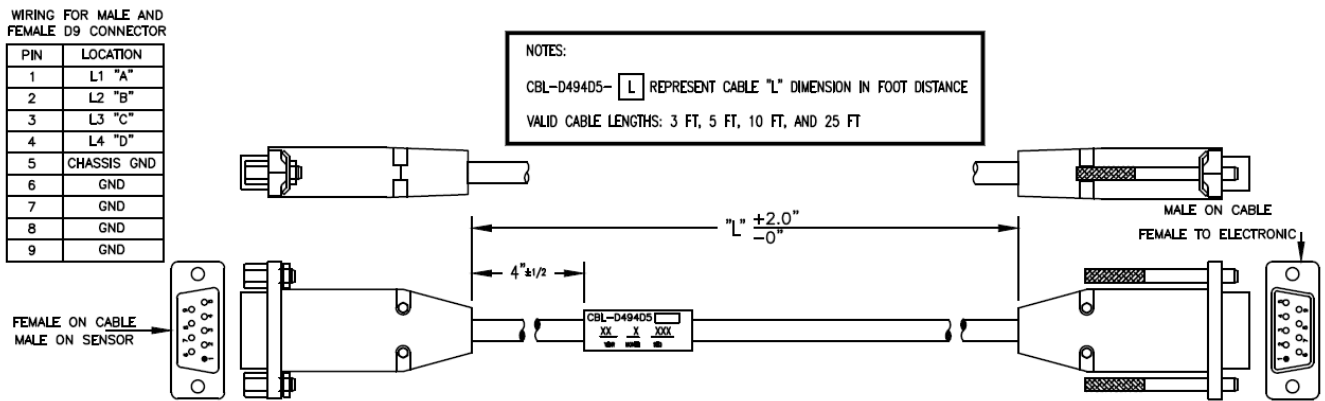 WIRING FOR MALE AND
FEMALE D9 CONNECTOR
PIN LOCATION
1 L1 "A"
2 L2 "B"
3 L3 "C"
4 L4 "D"
5 CHASSIS GND
6 GND
7 GND
8 GND
9 GND
NOTES:
CBL-D494D5- L REPRESENT CABLE "L" DIMENSION IN FOOT DISTANCE
VALID CABLE LENGTHS: 3 FT, 5 FT, 10 FT, AND 25 FT
"L" +2.0"
-0"
4"±1/2
MALE ON CABLE
FEMALE TO ELECTRONIC
FEMALE ON CABLE
MALE ON SENSOR
CBL-D494D5
XX X XXX